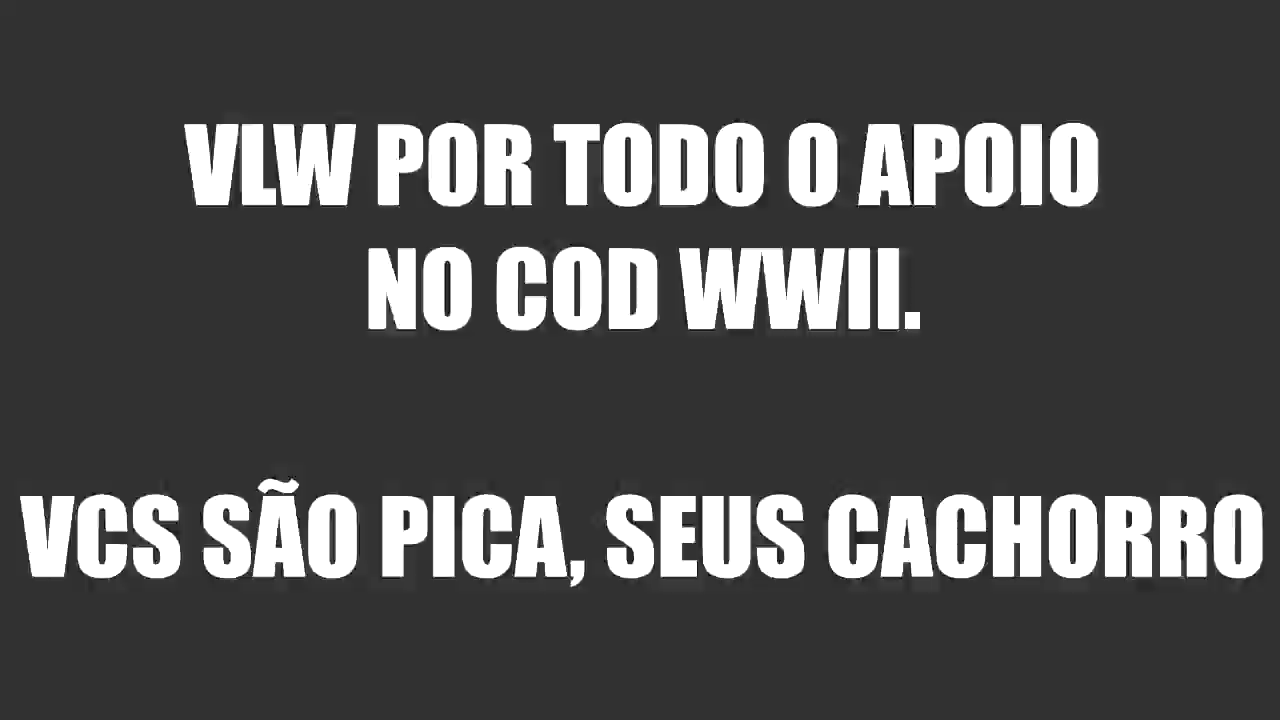 VLW POR TODO O APOIO
NO COD WWII.
VCS SÃO PICA, SEUS CACHORRO